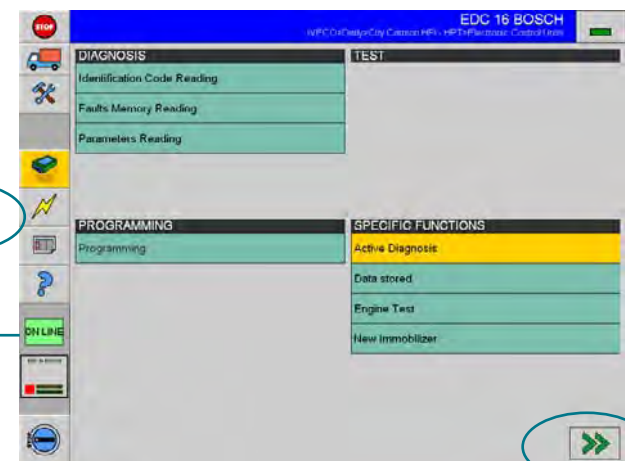 STOP
EDC 16 BOSCH
IVECO>Daily>City Camion HPI - HPT>Electronic Control Units
DIAGNOSIS
Identification Code Reading
Faults Memory Reading
Parameters Reading
TEST
PROGRAMMING
Programming
SPECIFIC FUNCTIONS
Active Diagnosis
Data stored
Engine Test
New Immobilizer
ON LINE